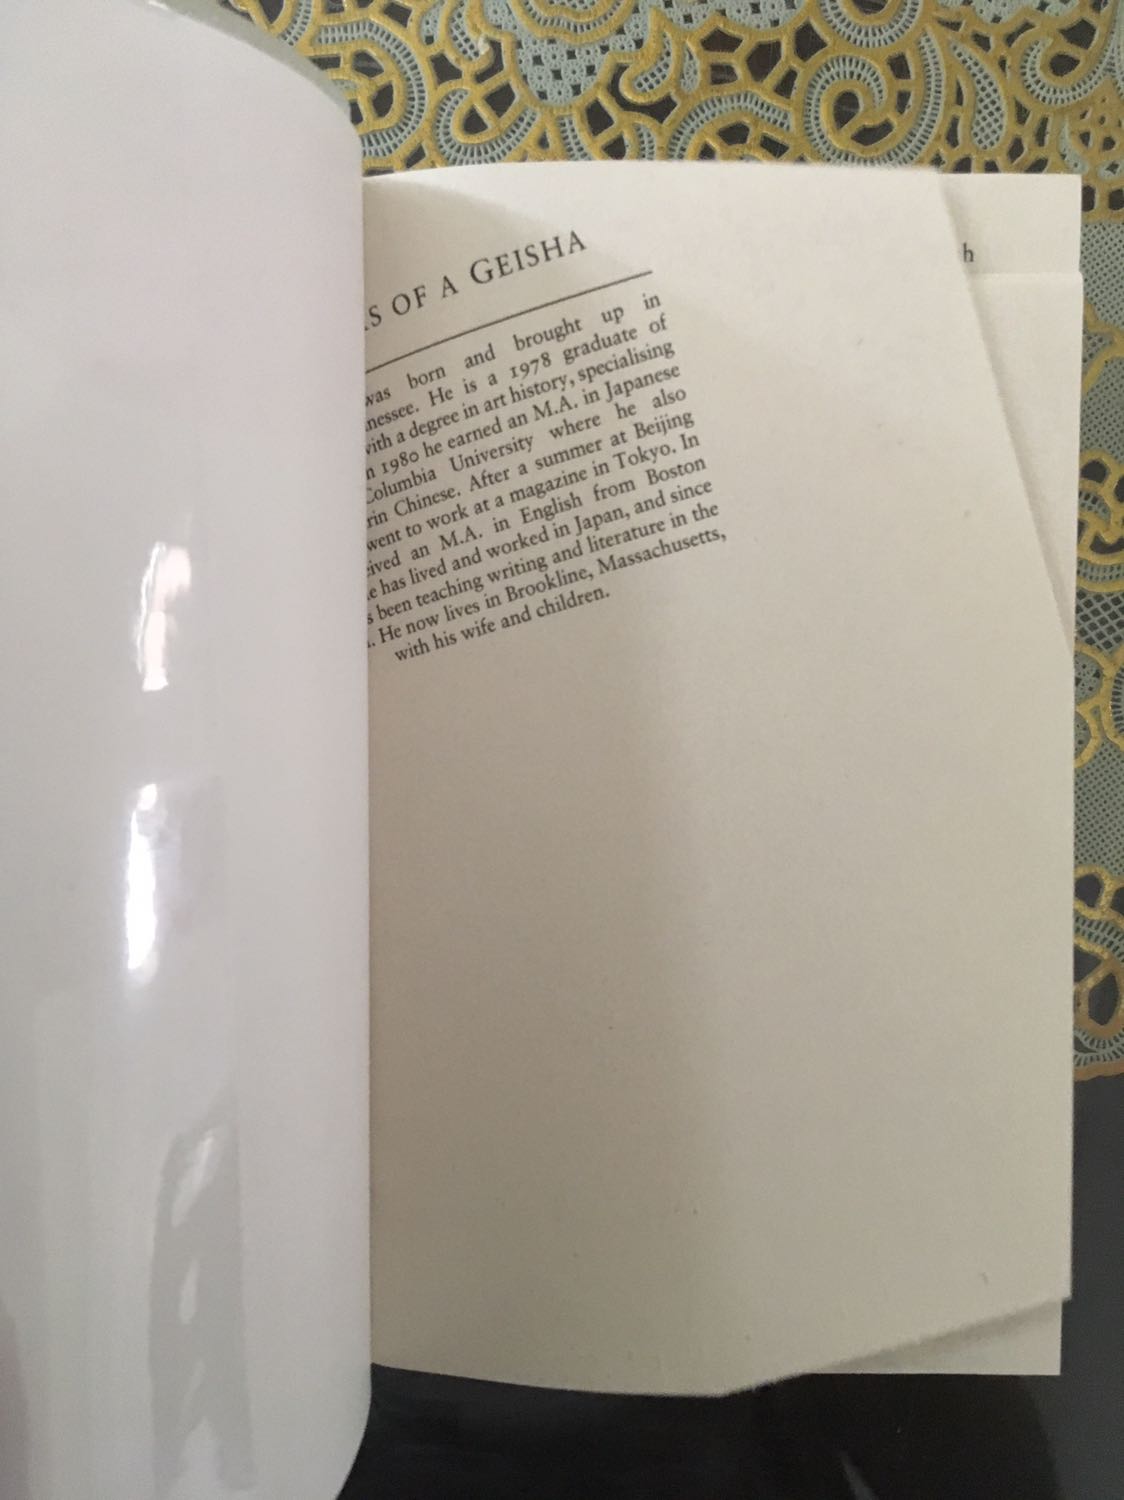 RS OF A GEISHA
h
was born and brought up in
nessee. He is a 1978 graduate of
with a degree in art history, specialising
n 1980 he earned an M.A. in Japanese
Columbia University where he also
rin Chinese. After a summer at Beijing
went to work at a magazine in Tokyo. In
ived an M.A. in English from Boston
e has lived and worked in Japan, and since
s been teaching writing and literature in the
. He now lives in Brookline, Massachusetts,
with his wife and children.